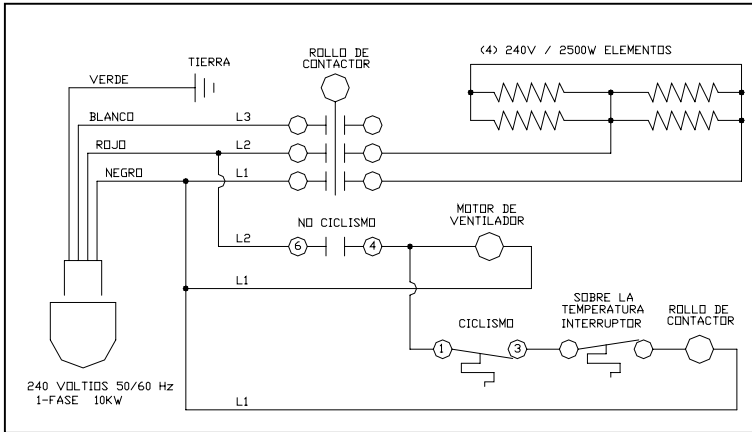 (4) 240V / 2500W ELEMENTOS
ROLLO DE
CONTACTOR
TIERRA
VERDE
BLANCO
L3
ROJO
L2
NEGRO
L1
MOTOR DE
VENTILADOR
NO CICLISMO
L2
6
4
L1
SOBRE LA
TEMPERATURA
INTERRUPTOR
ROLLO DE
CONTACTOR
CICLISMO
1
3
240 VOLTIOS 50/60 Hz
1-FASE 10KW
L1